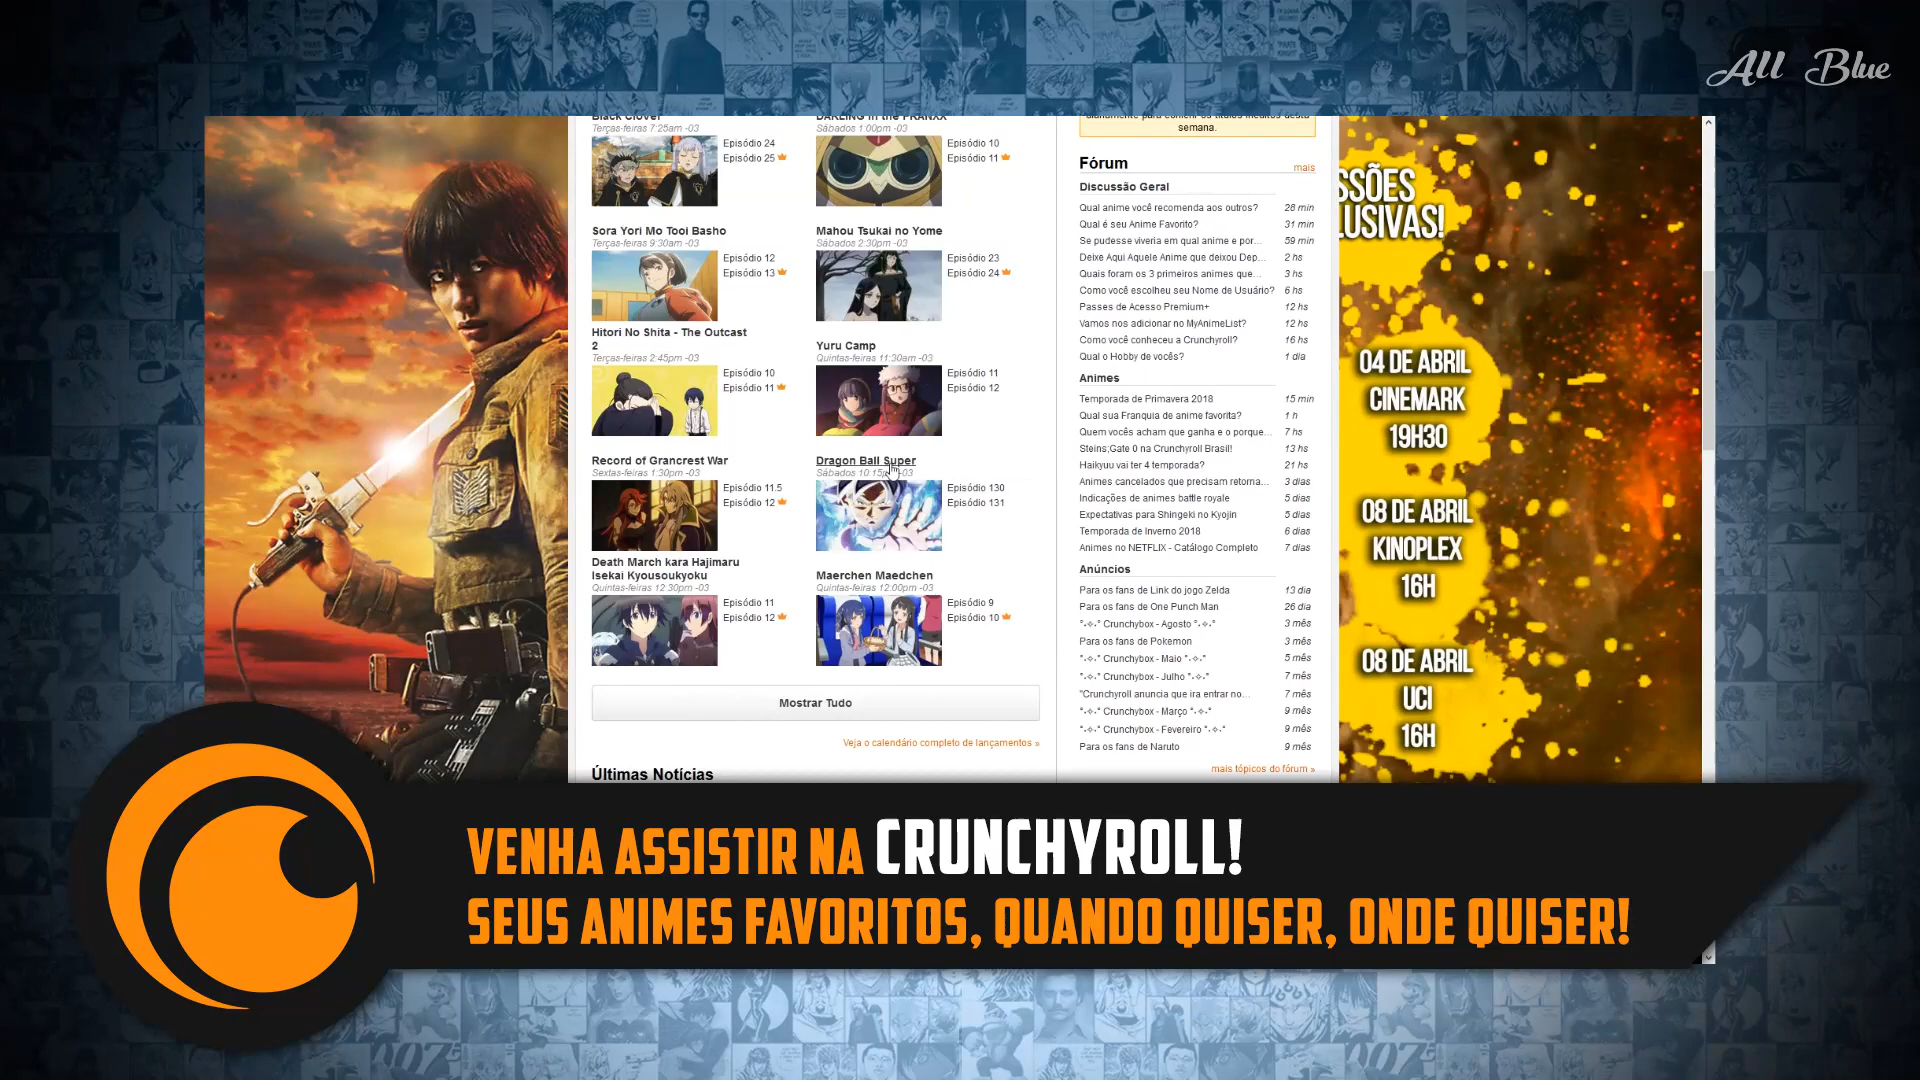 All Blue
Black Clover
Terças-feiras 7:25am -03
Episódio 24
Episódio 25
DARLING in the FRANXX
Sábados 1:00pm -03
Episódio 10
Episódio 11
Sora Yori Mo Tooi Basho
Terças-feiras 9:30am -03
Episódio 12
Episódio 13
Mahou Tsukai no Yome
Sábados 2:30pm -03
Episódio 23
Episódio 24
Hitori No Shita - The Outcast
2
Terças-feiras 2:45pm -03
Episódio 10
Episódio 11
Yuru Camp
Quintas-feiras 11:30am -03
Episódio 11
Episódio 12
Record of Grancrest War
Sextas-feiras 1:30pm -03
Episódio 11.5
Episódio 12
Dragon Ball Super
Sábados 10:15pm -03
Episódio 130
Episódio 131
Death March kara Hajimaru
Isekai Kyousoukyoku
Quintas-feiras 12:30pm -03
Episódio 11
Episódio 12
Maerchen Maedchen
Quintas-feiras 12:00pm -03
Episódio 9
Episódio 10
Mostrar Tudo
Veja o calendário completo de lançamentos »
Últimas Notícias
diariamente para conferir os títulos inéditos desta
semana.
Fórum mais
Discussão Geral
Qual anime você recomenda aos outros? 28 min
Qual é seu Anime Favorito? 31 min
Se pudesse viveria em qual anime e por... 59 min
Deixe Aqui Aquele Anime que deixou Dep... 2 hs
Quais foram os 3 primeiros animes que... 3 hs
Como você escolheu seu Nome de Usuário? 6 hs
Passes de Acesso Premium+ 12 hs
Vamos nos adicionar no MyAnimeList? 12 hs
Como você conheceu a Crunchyroll? 16 hs
Qual o Hobby de vocês? 1 dia
Animes
Temporada de Primavera 2018 15 min
Qual sua Franquia de anime favorita? 1 h
Quem vocês acham que ganha e o porque... 7 hs
Steins;Gate 0 na Crunchyroll Brasil! 13 hs
Haikyuu vai ter 4 temporada? 21 hs
Animes cancelados que precisam retorna... 3 dias
Indicações de animes battle royale 5 dias
Expectativas para Shingeki no Kyojin 5 dias
Temporada de Inverno 2018 6 dias
Animes no NETFLIX - Catálogo Completo 7 dias
Anúncios
Para os fans de Link do jogo Zelda 13 dia
Para os fans de One Punch Man 26 dia
°˖✧˖° Crunchybox - Agosto °˖✧˖° 3 mês
Para os fans de Pokemon 3 mês
°˖✧˖° Crunchybox - Maio °˖✧˖° 5 mês
°˖✧˖° Crunchybox - Julho °˖✧˖° 7 mês
"Crunchyroll anuncia que ira entrar no... 7 mês
°˖✧˖° Crunchybox - Março °˖✧˖° 9 mês
°˖✧˖° Crunchybox - Fevereiro °˖✧˖° 9 mês
Para os fans de Naruto 9 mês
mais tópicos do fórum »
SSÕES
LUSIVAS!
04 DE ABRIL
CINEMARK
19H30
08 DE ABRIL
KINOPLEX
16H
08 DE ABRIL
UCI
16H
VENHA ASSISTIR NA CRUNCHYROLL!
SEUS ANIMES FAVORITOS, QUANDO QUISER, ONDE QUISER!
007
007